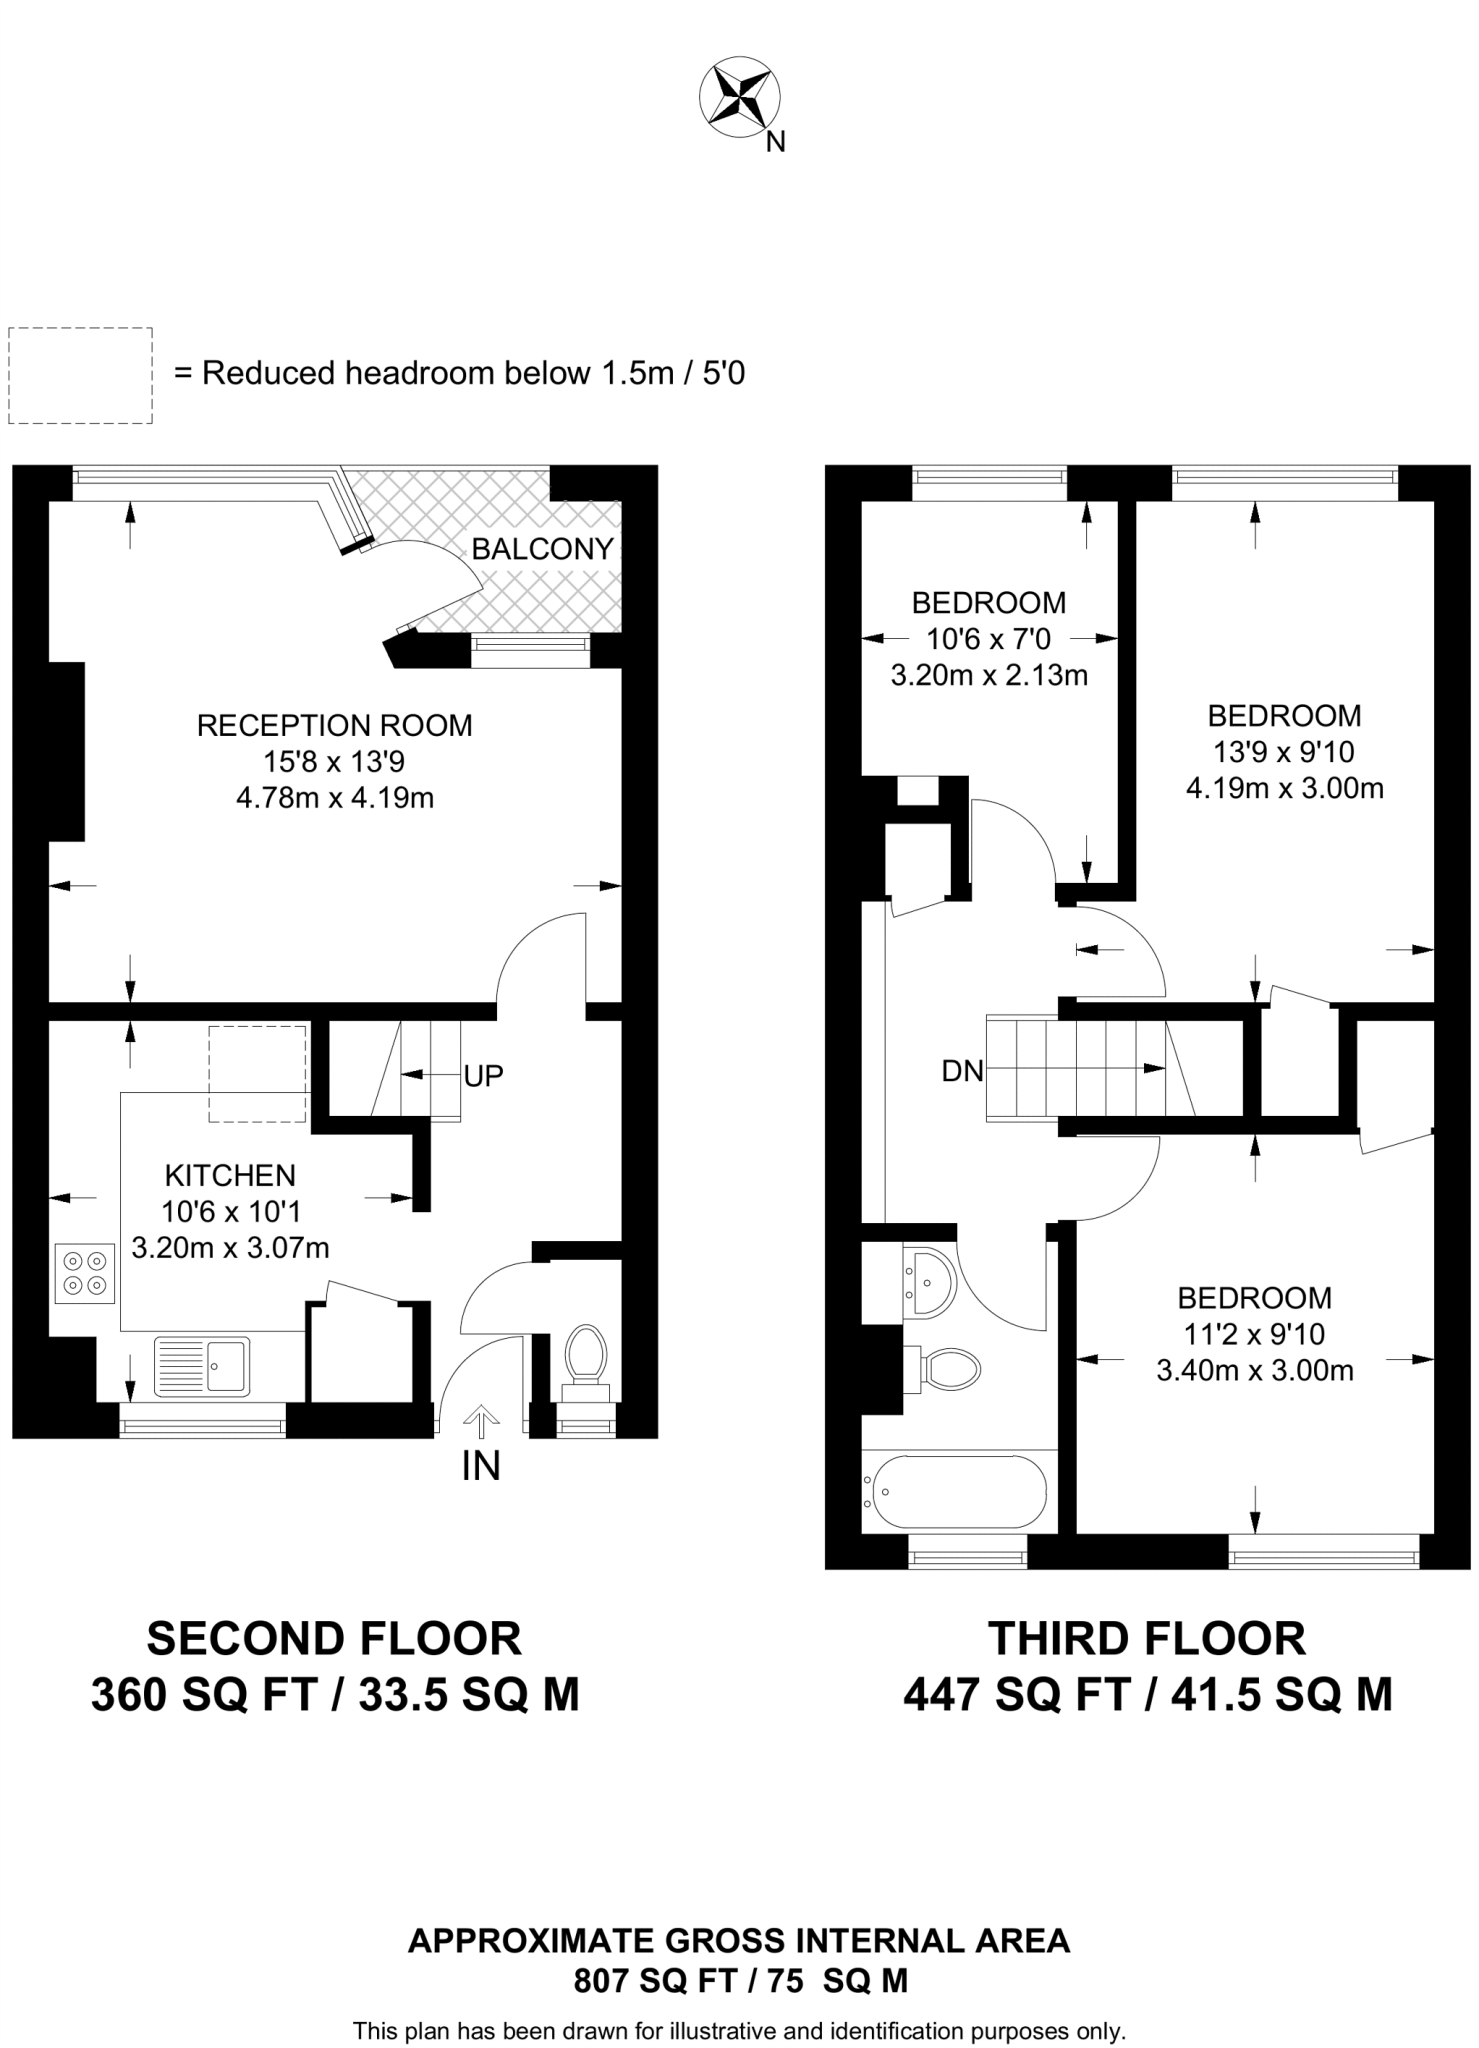 N
= Reduced headroom below 1.5m / 5'0
BALCONY
RECEPTION ROOM
15'8 x 13'9
4.78m x 4.19m
UP
KITCHEN
10'6 x 10'1
3.20m x 3.07m
IN
BEDROOM
10'6 x 7'0
3.20m x 2.13m
BEDROOM
13'9 x 9'10
4.19m x 3.00m
DN
BEDROOM
11'2 x 9'10
3.40m x 3.00m
SECOND FLOOR
360 SQ FT / 33.5 SQ M
THIRD FLOOR
447 SQ FT / 41.5 SQ M
APPROXIMATE GROSS INTERNAL AREA
807 SQ FT / 75 SQ M
This plan has been drawn for illustrative and identification purposes only.